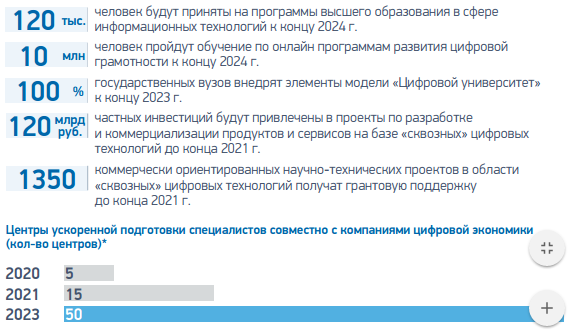 120 тыс.
человек будут приняты на программы высшего образования в сфере
информационных технологий к концу 2024 г.
10 млн
человек пройдут обучение по онлайн программам развития цифровой
грамотности к концу 2024 г.
100 %
государственных вузов внедрят элементы модели «Цифровой университет»
к концу 2023 г.
120 млрд руб.
частных инвестиций будут привлечены в проекты по разработке
и коммерциализации продуктов и сервисов на базе «сквозных» цифровых
технологий до конца 2021 г.
1350
коммерчески ориентированных научно-технических проектов в области
«сквозных» цифровых технологий получат грантовую поддержку
до конца 2021 г.
Центры ускоренной подготовки специалистов совместно с компаниями цифровой экономики
(кол-во центров)*
2020 5
2021 15
2023 50